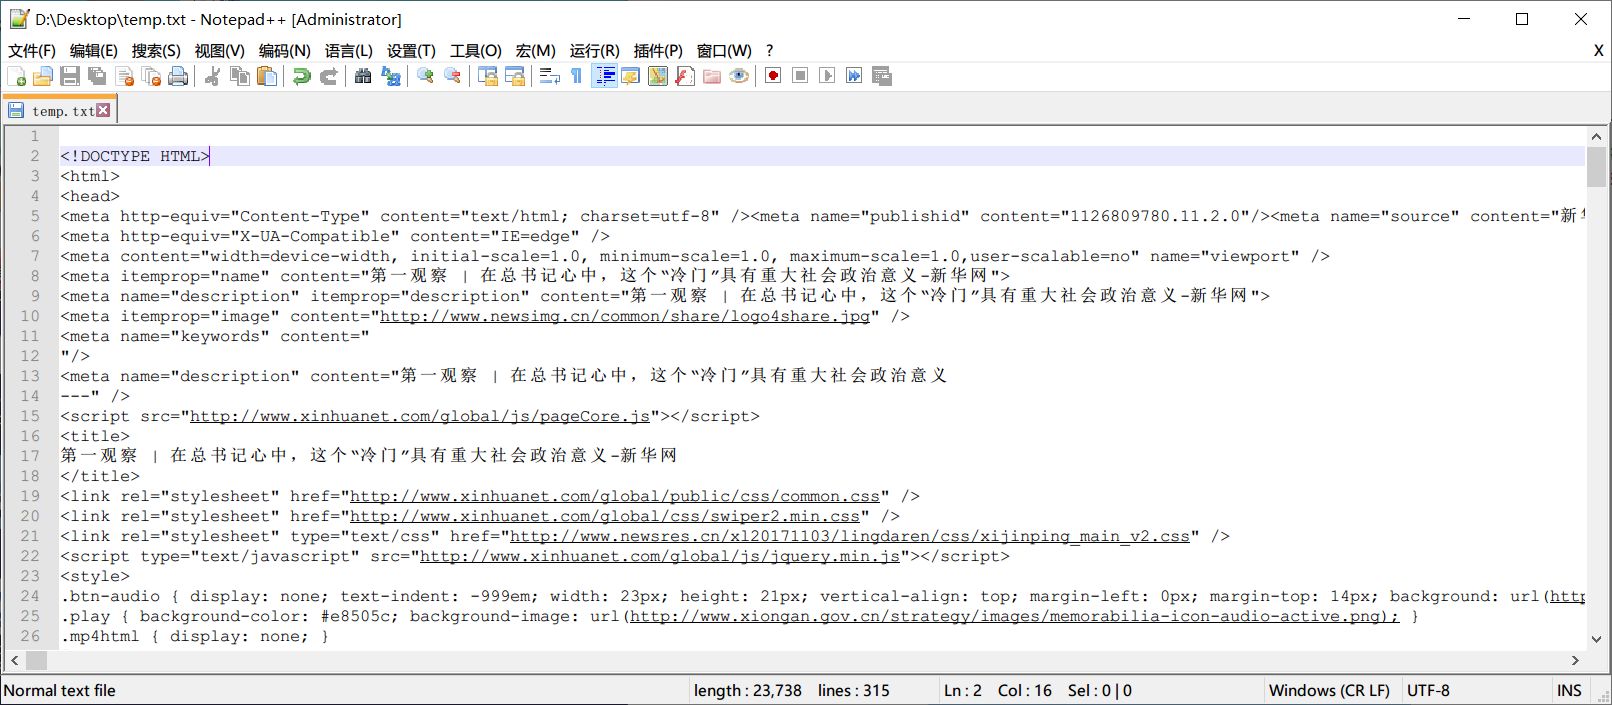 D:\Desktop\temp.txt - Notepad++ [Administrator]
文件(F) 编辑(E) 搜索(S) 视图(V) 编码(N) 语言(L) 设置(T) 工具(O) 宏(M) 运行(R) 插件(P) 窗口(W) ? X
temp.txt
1
2 <!DOCTYPE HTML>
3 <html>
4 <head>
5 <meta http-equiv="Content-Type" content="text/html; charset=utf-8" /><meta name="publishid" content="1126809780.11.2.0"/><meta name="source" content="新
6 <meta http-equiv="X-UA-Compatible" content="IE=edge" />
7 <meta content="width=device-width, initial-scale=1.0, minimum-scale=1.0, maximum-scale=1.0,user-scalable=no" name="viewport" />
8 <meta itemprop="name" content="第一观察 | 在总书记心中，这个“冷门”具有重大社会政治意义-新华网">
9 <meta name="description" itemprop="description" content="第一观察 | 在总书记心中，这个“冷门”具有重大社会政治意义-新华网">
10 <meta itemprop="image" content="http://www.newsimg.cn/common/share/logo4share.jpg" />
11 <meta name="keywords" content="
12 "/>
13 <meta name="description" content="第一观察 | 在总书记心中，这个“冷门”具有重大社会政治意义
14 ---" />
15 <script src="http://www.xinhuanet.com/global/js/pageCore.js"></script>
16 <title>
17 第一观察 | 在总书记心中，这个“冷门”具有重大社会政治意义-新华网
18 </title>
19 <link rel="stylesheet" href="http://www.xinhuanet.com/global/public/css/common.css" />
20 <link rel="stylesheet" href="http://www.xinhuanet.com/global/css/swiper2.min.css" />
21 <link rel="stylesheet" type="text/css" href="http://www.newsres.cn/xl20171103/lingdaren/css/xijinping_main_v2.css" />
22 <script type="text/javascript" src="http://www.xinhuanet.com/global/js/jquery.min.js"></script>
23 <style>
24 .btn-audio { display: none; text-indent: -999em; width: 23px; height: 21px; vertical-align: top; margin-left: 0px; margin-top: 14px; background: url(http
25 .play { background-color: #e8505c; background-image: url(http://www.xiongan.gov.cn/strategy/images/memorabilia-icon-audio-active.png); }
26 .mp4html { display: none; }
Normal text file length : 23,738 lines : 315 Ln : 2 Col : 16 Sel : 0 | 0 Windows (CR LF) UTF-8 INS